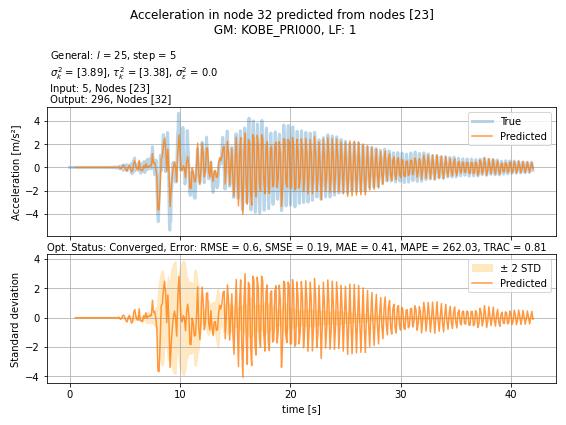 Acceleration in node 32 predicted from nodes [23]
GM: KOBE_PRI000, LF: 1
General: l = 25, step = 5
σ²ₖ = [3.89], τ²ₖ = [3.38], σ²ε = 0.0
Input: 5, Nodes [23]
Output: 296, Nodes [32]
Acceleration [m/s²]
4
2
0
−2
−4
True
Predicted
Opt. Status: Converged, Error: RMSE = 0.6, SMSE = 0.19, MAE = 0.41, MAPE = 262.03, TRAC = 0.81
Standard deviation
4
2
0
−2
−4
± 2 STD
Predicted
0 10 20 30 40
time [s]